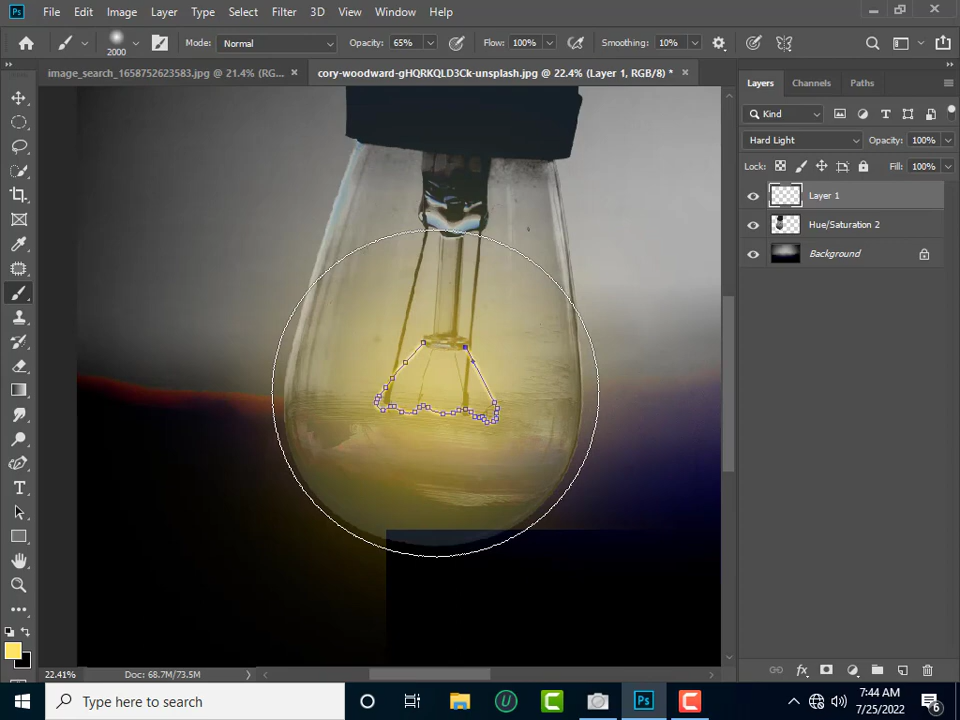 Ps File Edit Image Layer Type Select Filter 3D View Window Help
2000 Mode: Normal Opacity: 65% Flow: 100% Smoothing: 10%
image_search_1658752623583.jpg @ 21.4% (RG... × cory-woodward-gHQRKQLD3Ck-unsplash.jpg @ 22.4% (Layer 1, RGB/8) * ×
Layers Channels Paths
Kind
Hard Light Opacity: 100%
Lock: Fill: 100%
Layer 1
Hue/Saturation 2
Background
22.41% Doc: 68.7M/73.5M
Type here to search
Ps
7:44 AM
7/25/2022
6